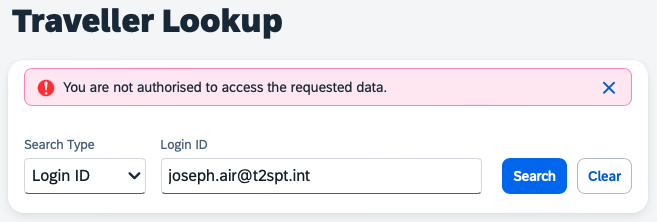 Traveller Lookup
You are not authorised to access the requested data.
Search Type
Login ID
Login ID
joseph.air@t2spt.int
Search
Clear